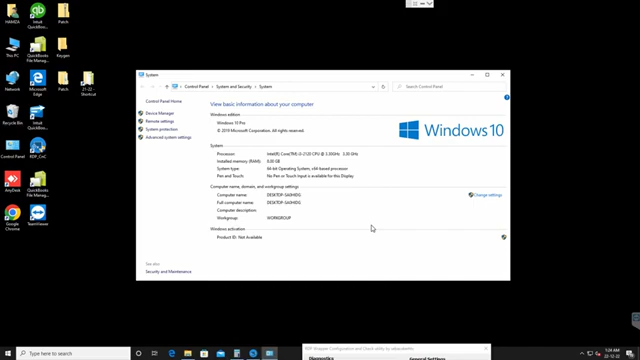 HAMZA
Intuit QuickBoo...
Patch
This PC
QuickBooks File Manag...
Keygen
Network
Microsoft Edge
Patch
21-22 - Shortcut
Recycle Bin
Intuit QuickBoo...
Control Panel
RDP_CnC
AnyDesk
QuickBooks File Manag...
Google Chrome
TeamViewer
System
Control Panel > System and Security > System
Search Control Panel
Control Panel Home
Device Manager
Remote settings
System protection
Advanced system settings
See also
Security and Maintenance
View basic information about your computer
Windows edition
Windows 10 Pro
© 2019 Microsoft Corporation. All rights reserved.
Windows 10
System
Processor: Intel(R) Core(TM) i3-2120 CPU @ 3.30GHz 3.30 GHz
Installed memory (RAM): 8.00 GB
System type: 64-bit Operating System, x64-based processor
Pen and Touch: No Pen or Touch Input is available for this Display
Computer name, domain, and workgroup settings
Computer name:
Change settings
Full computer name:
Computer description:
Workgroup: WORKGROUP
Windows activation
Product ID: Not Available
RDP Wrapper Configuration and Check utility by sebaxakerhtc
Diagnostics
General Settings
Type here to search
1:04 AM